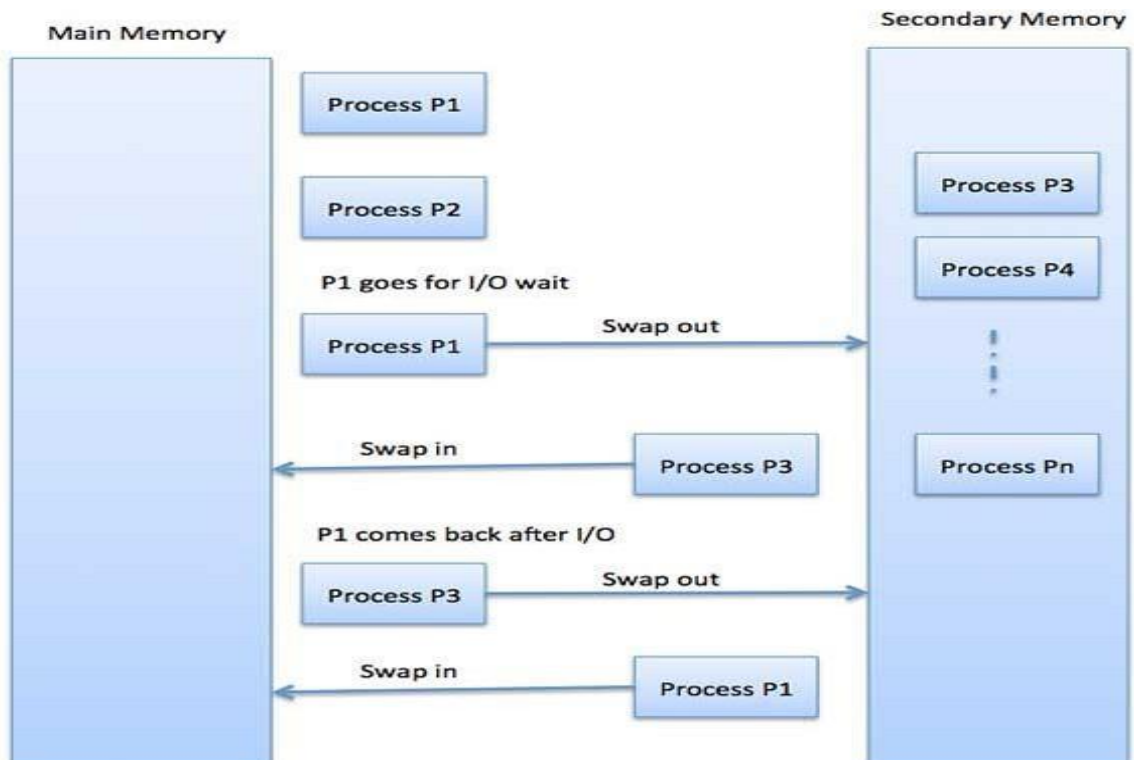 Main Memory
Secondary Memory
Process P1
Process P2
Process P3
Process P4
P1 goes for I/O wait
Process P1
Swap out
Swap in
Process P3
Process Pn
P1 comes back after I/O
Process P3
Swap out
Swap in
Process P1